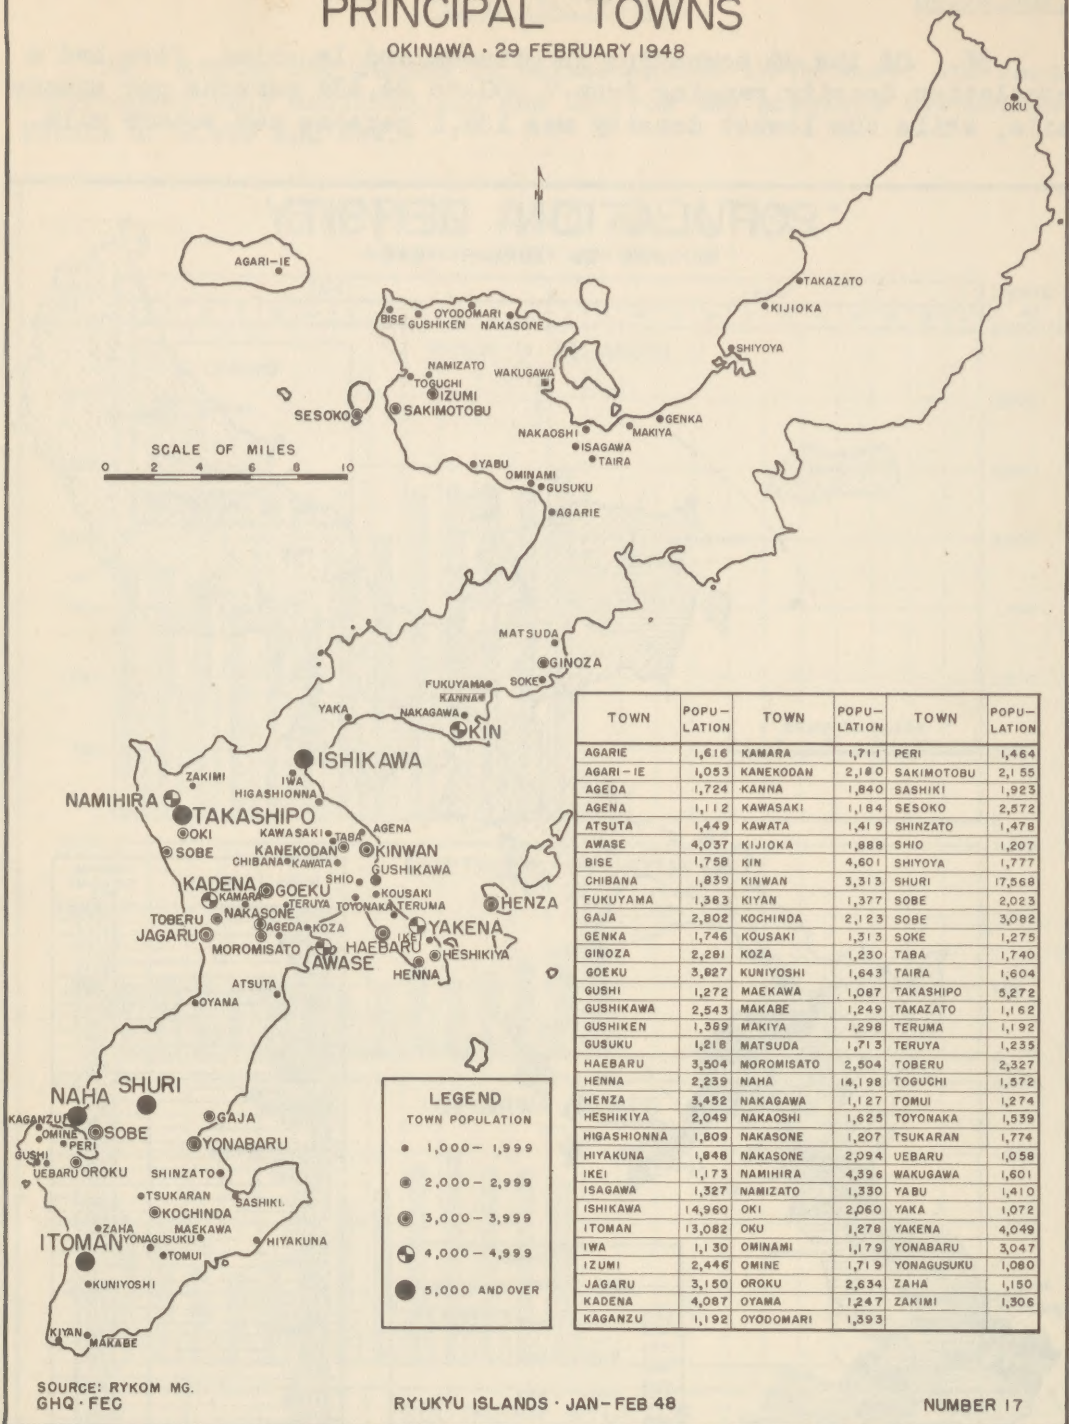 PRINCIPAL TOWNS
OKINAWA · 29 FEBRUARY 1948
OKU
N
AGARI-IE
TAKAZATO
KIJIOKA
BISE
GUSHIKEN
OYODOMARI
NAKASONE
SHIYOYA
NAMIZATO
TOGUCHI
IZUMI
WAKUGAWA
SESOKO
SAKIMOTOBU
GENKA
MAKIYA
NAKAOSHI
ISAGAWA
TAIRA
SCALE OF MILES
0 2 4 6 8 10
YABU
OMINAMI
GUSUKU
AGARIE
MATSUDA
GINOZA
FUKUYAMA
SOKE
KANNA
YAKA
NAKAGAWA
KIN
ISHIKAWA
ZAKIMI
IWA
NAMIHIRA
HIGASHIONNA
TAKASHIPO
OKI
KAWASAKI
TABA
AGENA
SOBE
KANEKODAN
KINWAN
CHIBANA
KAWATA
GUSHIKAWA
KADENA
SHIO
GOEKU
KAMARA
KOUSAKI
HENZA
TERUYA
TOYONAKA
TERUMA
TOBERU
NAKASONE
AGEDA
KOZA
YAKENA
JAGARU
MOROMISATO
HAEBARU
IKEI
AWASE
HESHIKIYA
HENNA
ATSUTA
OYAMA
NAHA
SHURI
KAGANZU
GAJA
OMINE
PERI
SOBE
YONABARU
GUSHI
UEBARU
OROKU
SHINZATO
TSUKARAN
SASHIKI
KOCHINDA
ZAHA
MAEKAWA
ITOMAN
YONAGUSUKU
HIYAKUNA
TOMUI
KUNIYOSHI
KIYAN
MAKABE
LEGEND
TOWN POPULATION
1,000 - 1,999
2,000 - 2,999
3,000 - 3,999
4,000 - 4,999
5,000 AND OVER
TOWN POPU-LATION TOWN POPU-LATION TOWN POPU-LATION
AGARIE 1,616 KAMARA 1,711 PERI 1,464
AGARI-IE 1,053 KANEKODAN 2,180 SAKIMOTOBU 2,155
AGEDA 1,724 KANNA 1,840 SASHIKI 1,923
AGENA 1,112 KAWASAKI 1,184 SESOKO 2,572
ATSUTA 1,449 KAWATA 1,419 SHINZATO 1,478
AWASE 4,037 KIJIOKA 1,888 SHIO 1,207
BISE 1,758 KIN 4,601 SHIYOYA 1,777
CHIBANA 1,839 KINWAN 3,313 SHURI 17,568
FUKUYAMA 1,377 KIYAN 1,387 SOBE 2,023
GAJA 2,802 KOCHINDA 2,123 SOBE 3,082
GENKA 1,746 KOUSAKI 1,313 SOKE 1,275
GINOZA 2,281 KOZA 1,230 TABA 1,740
GOEKU 3,827 KUNIYOSHI 1,643 TAIRA 1,604
GUSHI 1,272 MAEKAWA 1,087 TAKASHIPO 5,272
GUSHIKAWA 2,543 MAKABE 1,249 TAKAZATO 1,162
GUSHIKEN 1,369 MAKIYA 1,298 TERUMA 1,192
GUSUKU 1,218 MATSUDA 1,713 TERUYA 1,235
HAEBARU 3,504 MOROMISATO 2,504 TOBERU 2,327
HENNA 2,239 NAHA 14,198 TOGUCHI 1,572
HENZA 3,452 NAKAGAWA 1,127 TOMUI 1,274
HESHIKIYA 2,049 NAKAOSHI 1,625 TOYONAKA 1,539
HIGASHIONNA 1,809 NAKASONE 1,207 TSUKARAN 1,774
HIYAKUNA 1,848 NAKASONE 2,094 UEBARU 1,058
IKEI 1,173 NAMIHIRA 4,396 WAKUGAWA 1,601
ISAGAWA 1,327 NAMIZATO 1,330 YABU 1,410
ISHIKAWA 14,960 OKI 2,060 YAKA 1,072
ITOMAN 13,082 OKU 1,278 YAKENA 4,049
IWA 1,130 OMINAMI 1,179 YONABARU 3,047
IZUMI 2,446 OMINE 1,719 YONAGUSUKU 1,080
JAGARU 3,150 OROKU 2,634 ZAHA 1,150
KADENA 4,087 OYAMA 1,247 ZAKIMI 1,306
KAGANZU 1,192 OYODOMARI 1,393
SOURCE: RYKOM MG.
GHQ · FEC
RYUKYU ISLANDS · JAN-FEB 48
NUMBER 17